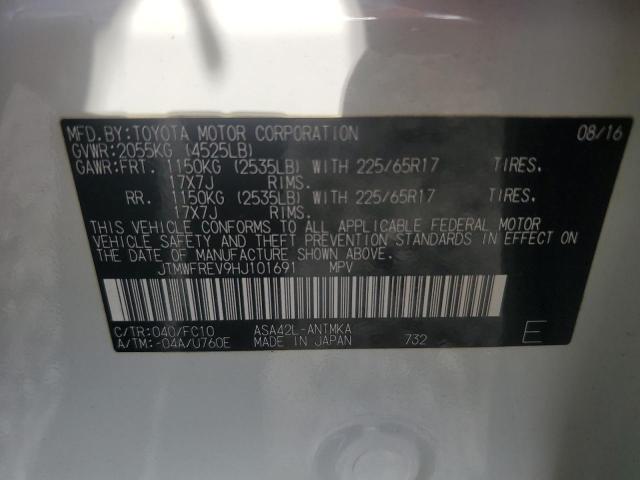 MFD.BY:TOYOTA MOTOR CORPORATION 08/16
GVWR:2055KG (4525LB)
GAWR:FRT. 1150KG (2535LB) WITH 225/65R17 TIRES,
17X7J RIMS.
RR. 1150KG (2535LB) WITH 225/65R17 TIRES,
17X7J RIMS.
THIS VEHICLE CONFORMS TO ALL APPLICABLE FEDERAL MOTOR
VEHICLE SAFETY AND THEFT PREVENTION STANDARDS IN EFFECT ON
THE DATE OF MANUFACTURE SHOWN ABOVE.
JTMWFREV9HJ101691 MPV
C/TR:040/FC10 ASA42L-ANTMKA
A/TM:-04A/U760E MADE IN JAPAN 732 E